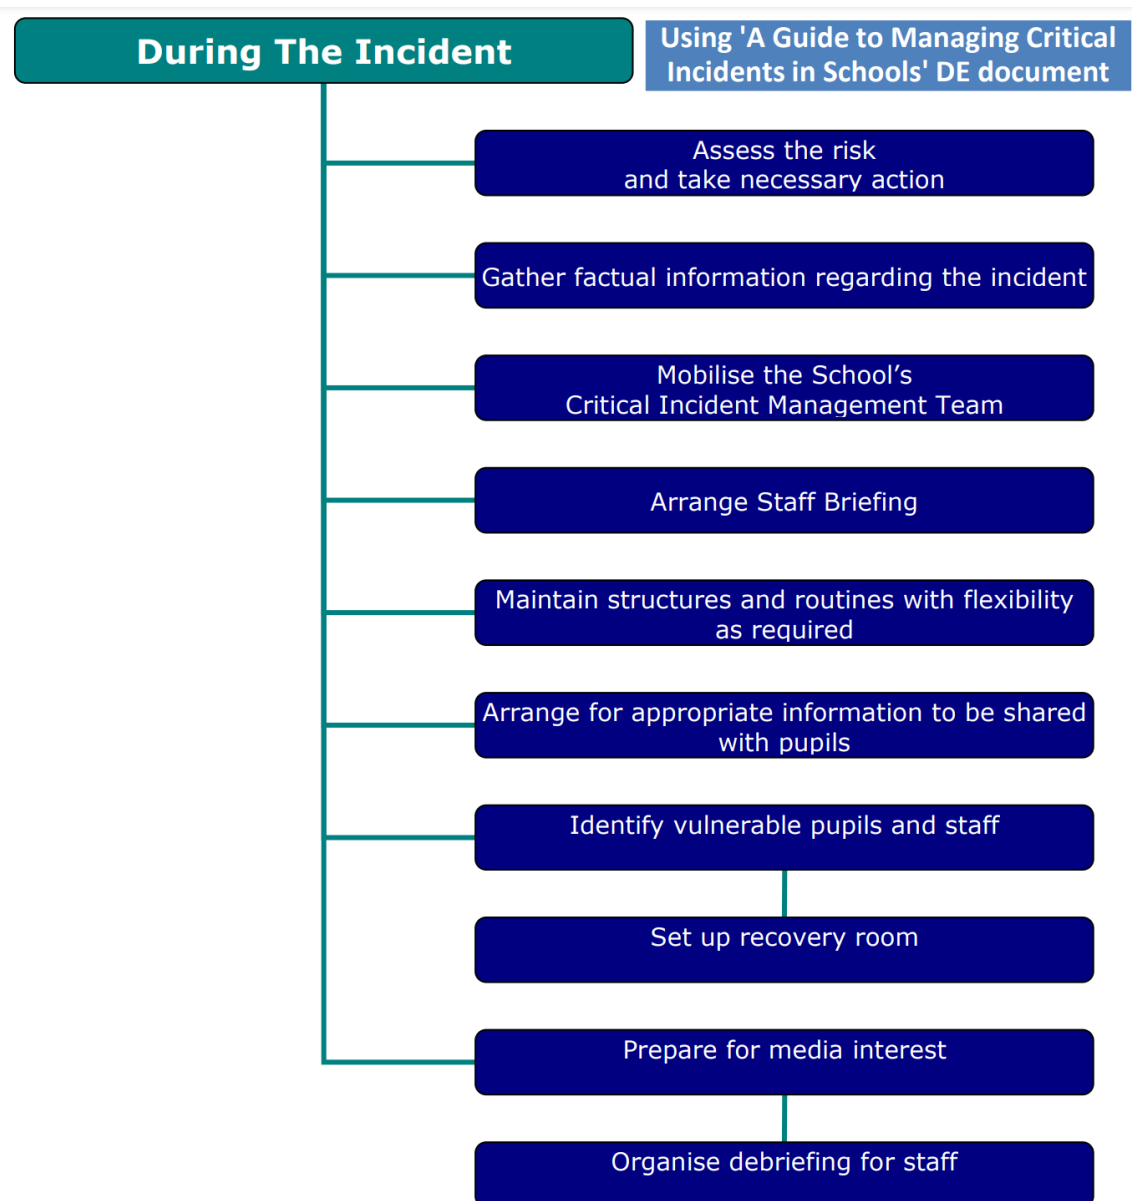 During The Incident
Using 'A Guide to Managing Critical
Incidents in Schools' DE document
Assess the risk
and take necessary action
Gather factual information regarding the incident
Mobilise the School’s
Critical Incident Management Team
Arrange Staff Briefing
Maintain structures and routines with flexibility
as required
Arrange for appropriate information to be shared
with pupils
Identify vulnerable pupils and staff
Set up recovery room
Prepare for media interest
Organise debriefing for staff